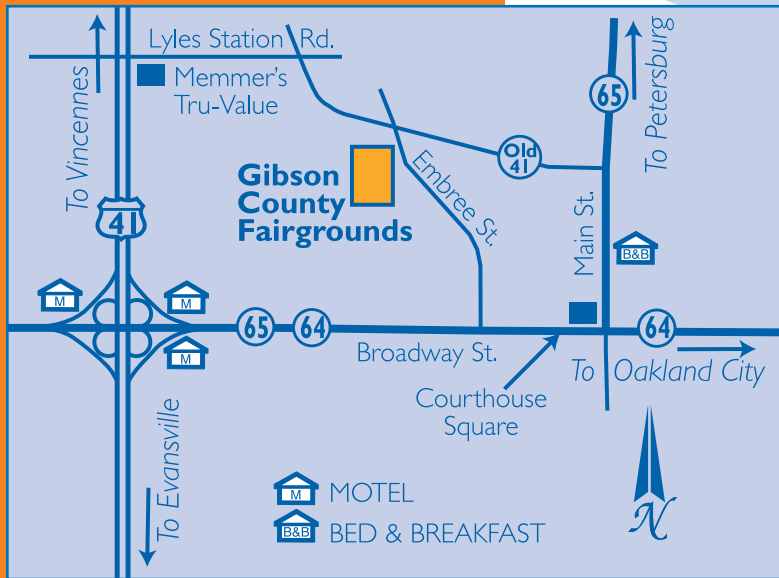 Lyles Station Rd.
To Vincennes
Memmer's
Tru-Value
65
To Petersburg
Old
41
Gibson
County
Fairgrounds
Embree St.
Main St.
41
B&B
M
M
M
65
64
64
Broadway St.
To Oakland City
Courthouse
Square
To Evansville
M
MOTEL
B&B
BED & BREAKFAST
N